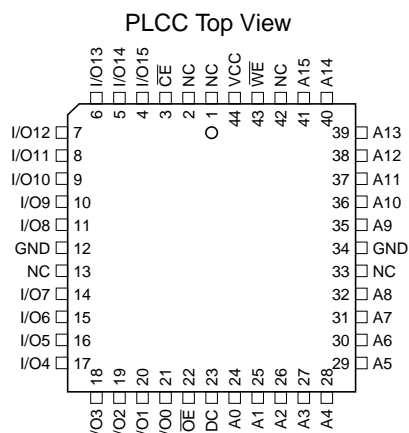 PLCC Top View
I/O13 I/O14 I/O15 CE NC NC VCC WE NC A15 A14
6 5 4 3 2 1 44 43 42 41 40
I/O12 7 39 A13
I/O11 8 38 A12
I/O10 9 37 A11
I/O9 10 36 A10
I/O8 11 35 A9
GND 12 34 GND
NC 13 33 NC
I/O7 14 32 A8
I/O6 15 31 A7
I/O5 16 30 A6
I/O4 17 29 A5
18 19 20 21 22 23 24 25 26 27 28
/O3 /O2 /O1 /O0 OE DC A0 A1 A2 A3 A4